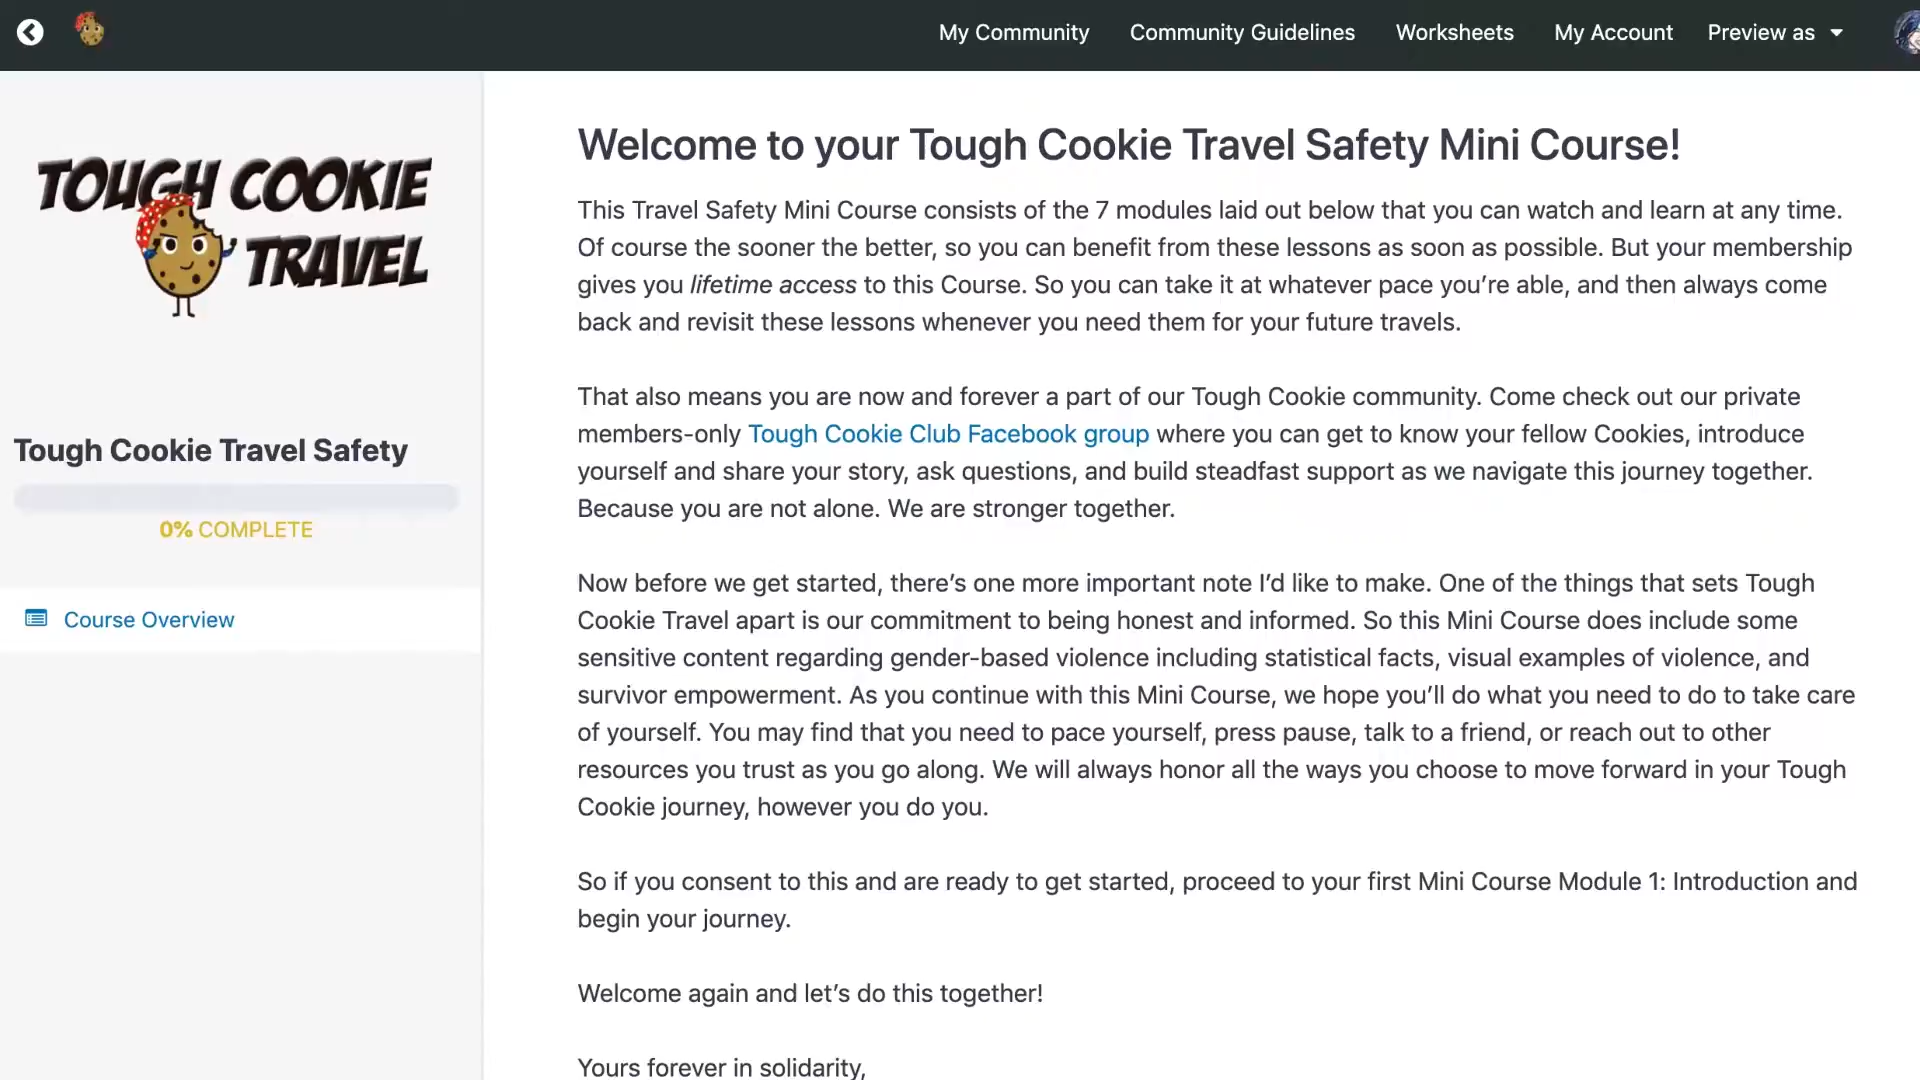 My Community
Community Guidelines
Worksheets
My Account
Preview as
TOUGH COOKIE
TRAVEL
Tough Cookie Travel Safety
0% COMPLETE
Course Overview
Welcome to your Tough Cookie Travel Safety Mini Course!
This Travel Safety Mini Course consists of the 7 modules laid out below that you can watch and learn at any time.
Of course the sooner the better, so you can benefit from these lessons as soon as possible. But your membership
gives you lifetime access to this Course. So you can take it at whatever pace you’re able, and then always come
back and revisit these lessons whenever you need them for your future travels.
That also means you are now and forever a part of our Tough Cookie community. Come check out our private
members-only Tough Cookie Club Facebook group where you can get to know your fellow Cookies, introduce
yourself and share your story, ask questions, and build steadfast support as we navigate this journey together.
Because you are not alone. We are stronger together.
Now before we get started, there’s one more important note I’d like to make. One of the things that sets Tough
Cookie Travel apart is our commitment to being honest and informed. So this Mini Course does include some
sensitive content regarding gender-based violence including statistical facts, visual examples of violence, and
survivor empowerment. As you continue with this Mini Course, we hope you’ll do what you need to do to take care
of yourself. You may find that you need to pace yourself, press pause, talk to a friend, or reach out to other
resources you trust as you go along. We will always honor all the ways you choose to move forward in your Tough
Cookie journey, however you do you.
So if you consent to this and are ready to get started, proceed to your first Mini Course Module 1: Introduction and
begin your journey.
Welcome again and let’s do this together!
Yours forever in solidarity,